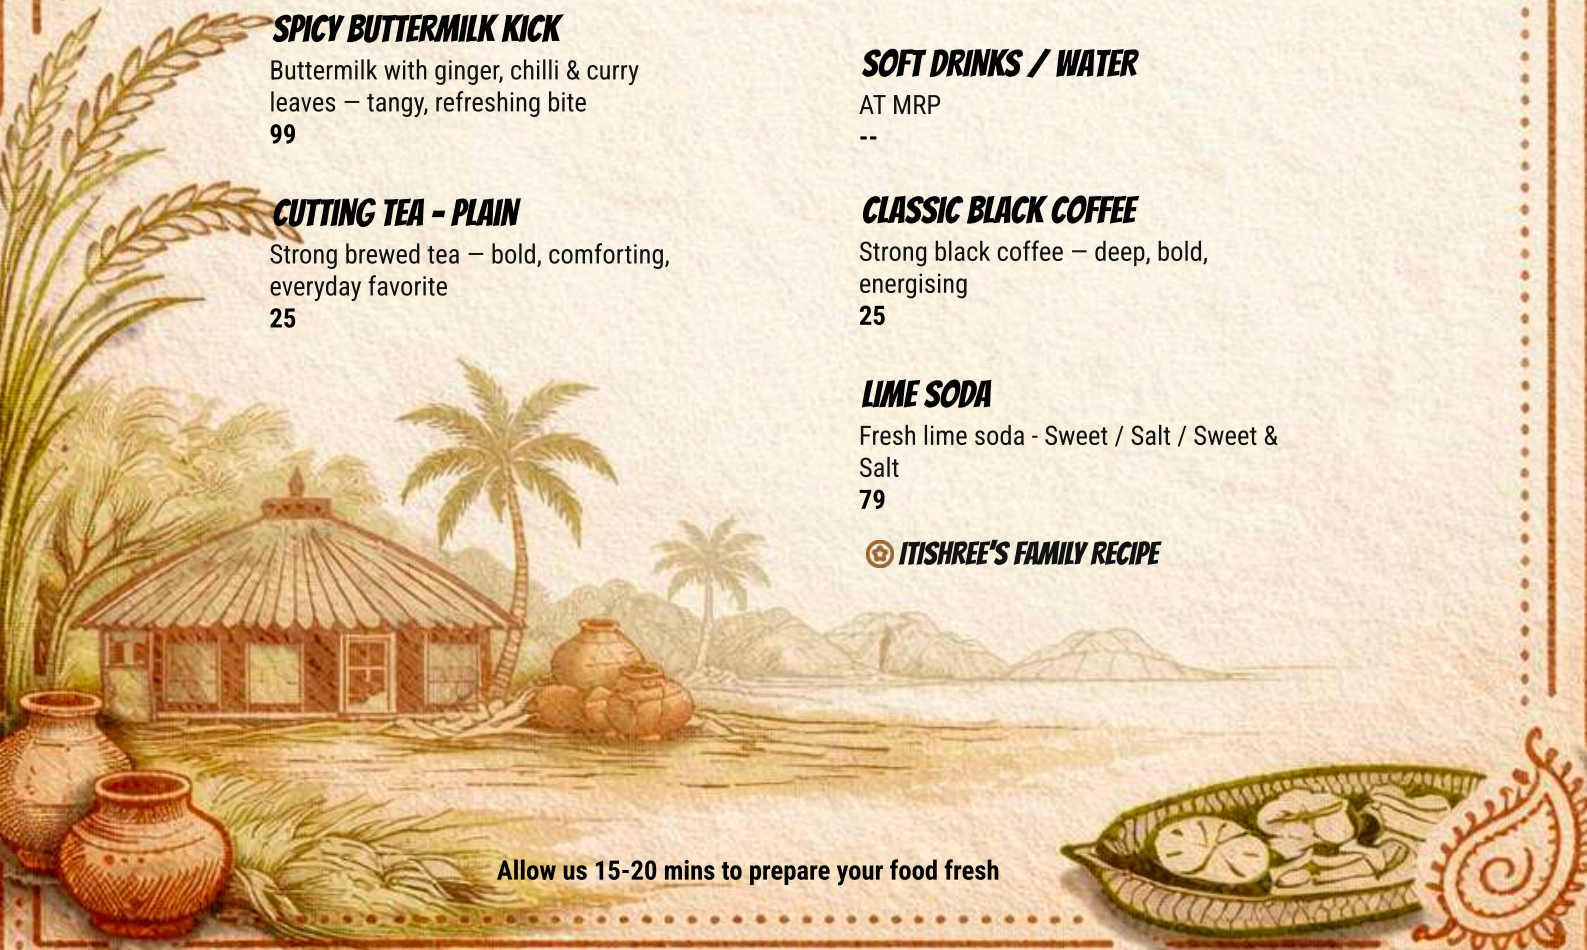 SPICY BUTTERMILK KICK
Buttermilk with ginger, chilli & curry
leaves — tangy, refreshing bite
99
CUTTING TEA - PLAIN
Strong brewed tea — bold, comforting,
everyday favorite
25
SOFT DRINKS / WATER
AT MRP
--
CLASSIC BLACK COFFEE
Strong black coffee — deep, bold,
energising
25
LIME SODA
Fresh lime soda - Sweet / Salt / Sweet &
Salt
79
ITISHREE'S FAMILY RECIPE
Allow us 15-20 mins to prepare your food fresh